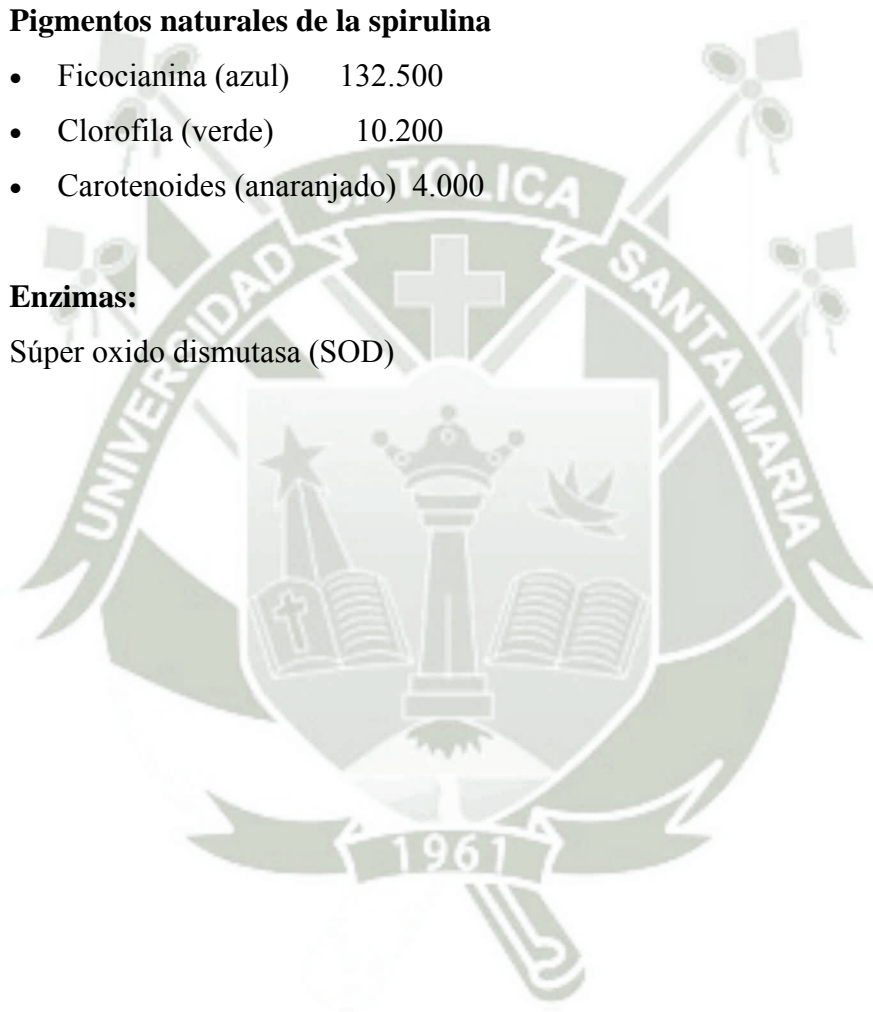 Pigmentos naturales de la spirulina
• Ficocianina (azul) 132.500
• Clorofila (verde) 10.200
• Carotenoides (anaranjado) 4.000
Enzimas:
Súper oxido dismutasa (SOD)
UNIVERSIDAD CATOLICA SANTA MARIA
1961